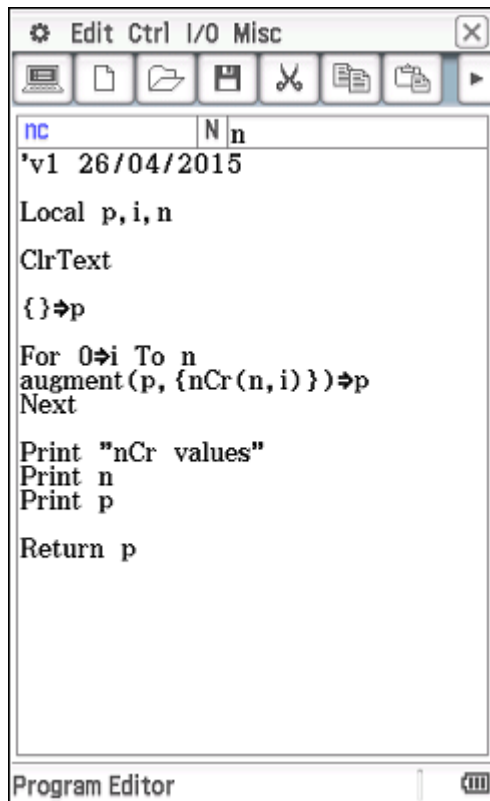 Edit Ctrl I/O Misc
nc N n
'v1 26/04/2015
Local p,i,n
ClrText
{}⇒p
For 0⇒i To n
augment(p,{nCr(n,i)})⇒p
Next
Print "nCr values"
Print n
Print p
Return p
Program Editor